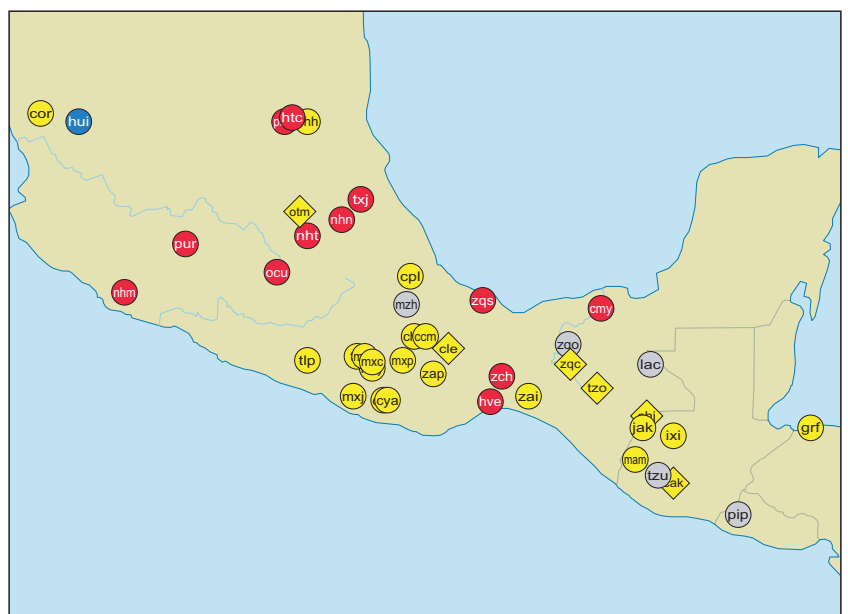 cor
hui
htc
txj
otm
nhn
nht
pur
ocu
cpl
nhm
zqs
mzh
cmy
ccm
zqo
cle
mxc
mxp
tlp
zqc
lac
zap
zch
tzo
mxj
cya
hve
zai
jak
ixi
grf
mam
tzu
pip